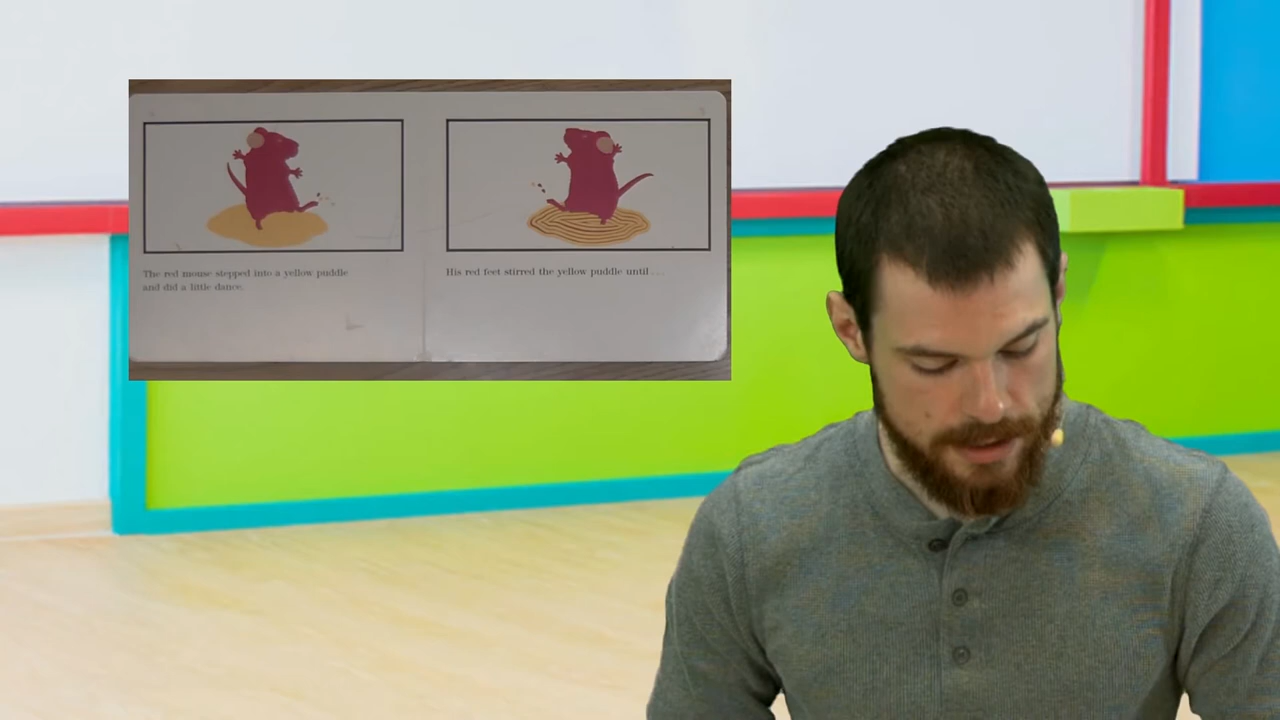 The red mouse stepped into a yellow puddle
and did a little dance.
His red feet stirred the yellow puddle until . . .